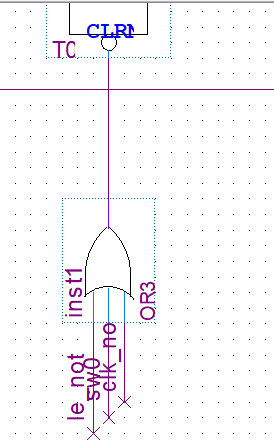 CLRN
TC
inst1
OR3
le_not
sw0
clk_no